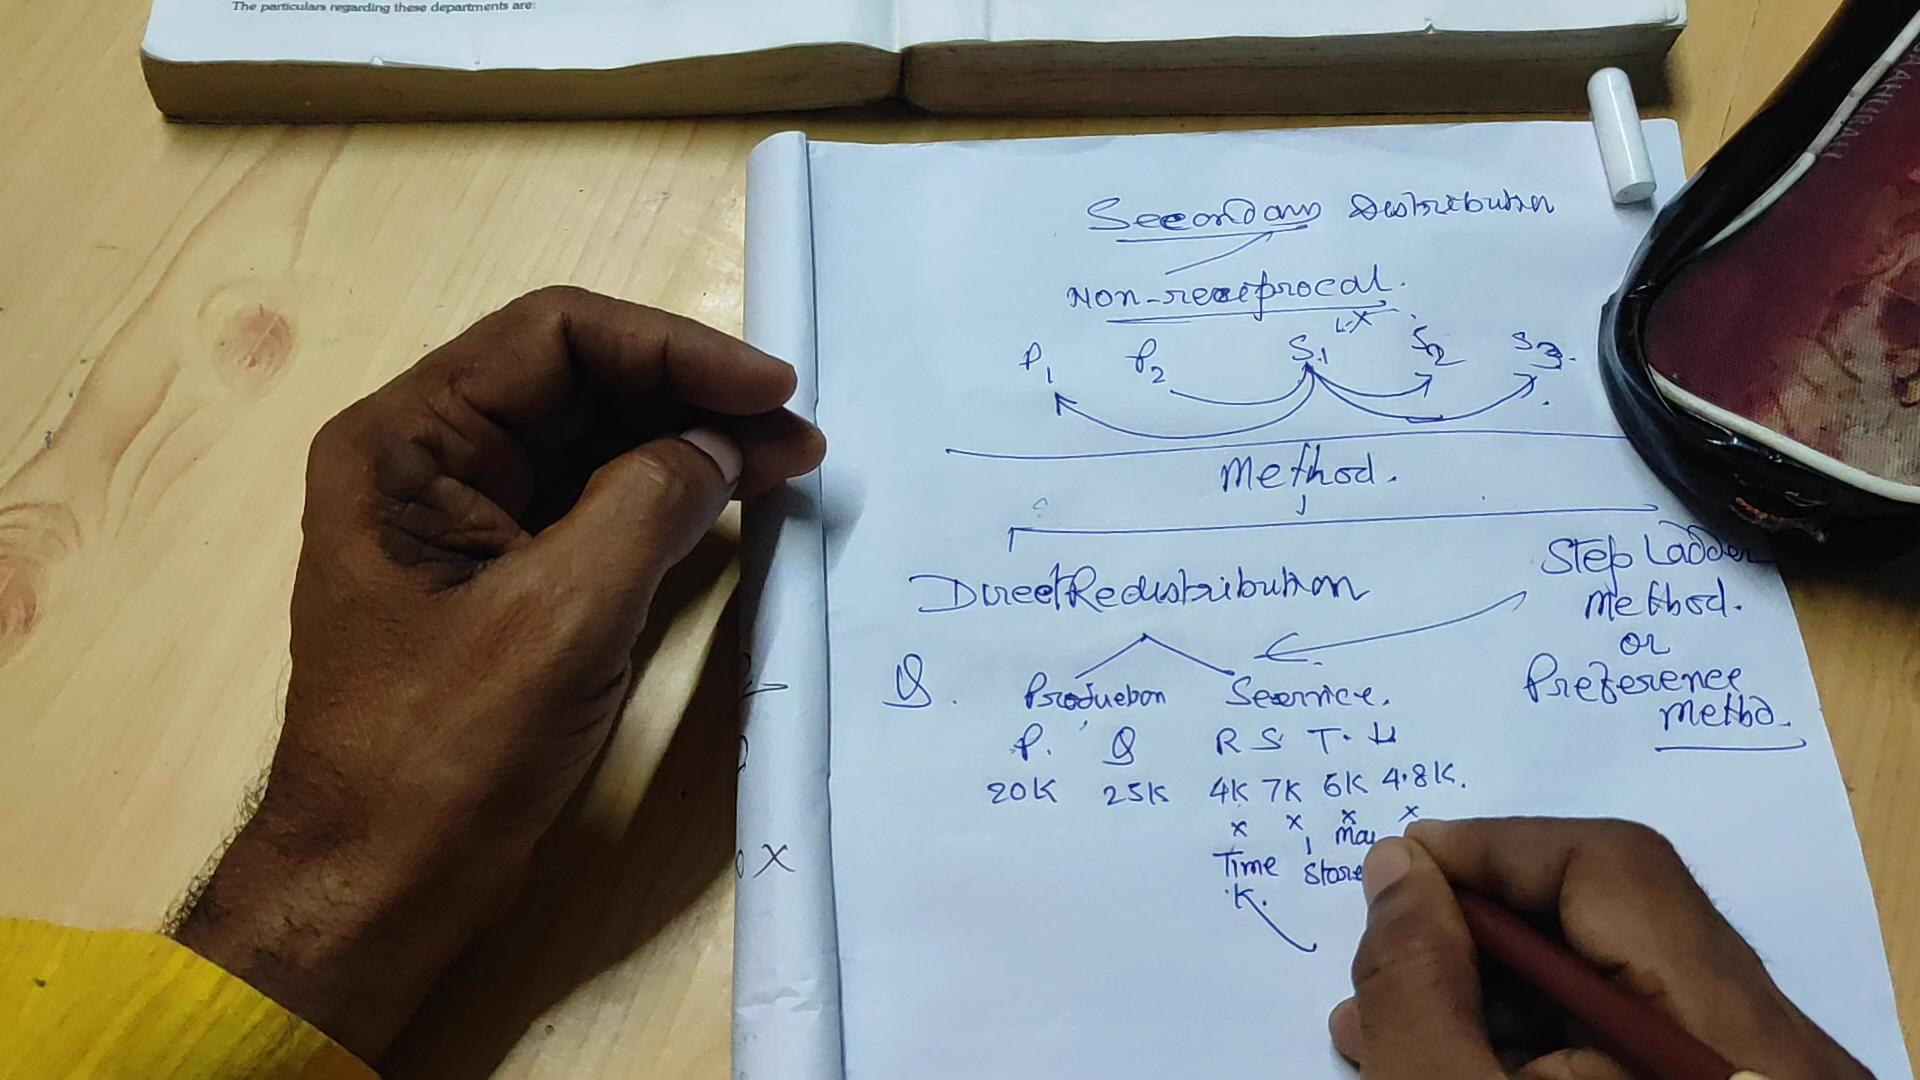 The particulars regarding these departments are:
Secondary Distribution
Non-reciprocal.
P1 P2 S1 S2 S3.
Method.
Direct Redistribution
Step Ladder
Method.
or
Preference
Method.
Q. Production Service.
P. Q R S T. U
20K 25K 4K 7K 6K 4.8K.
x x x x
Time Store
K.
x